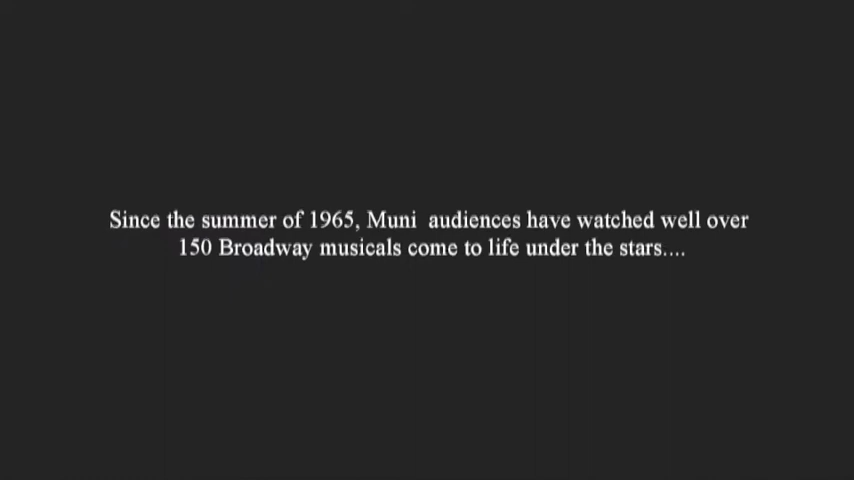 Since the summer of 1965, Muni  audiences have watched well over
150 Broadway musicals come to life under the stars....